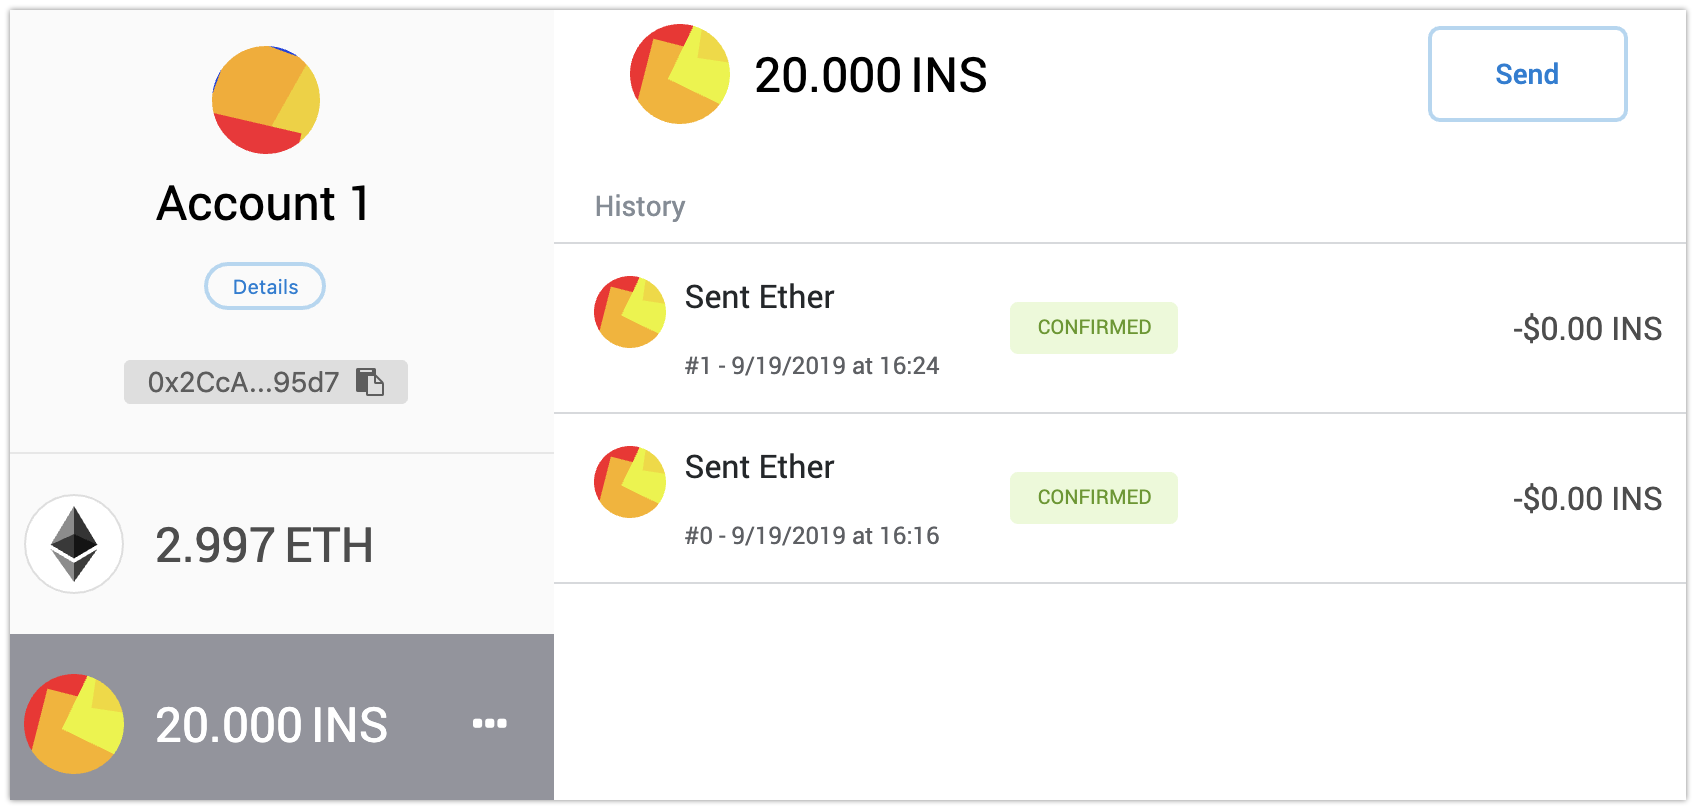 Account 1
Details
0x2CcA...95d7
2.997 ETH
20.000 INS
20.000 INS
Send
History
Sent Ether
#1 - 9/19/2019 at 16:24
CONFIRMED
-$0.00 INS
Sent Ether
#0 - 9/19/2019 at 16:16
CONFIRMED
-$0.00 INS